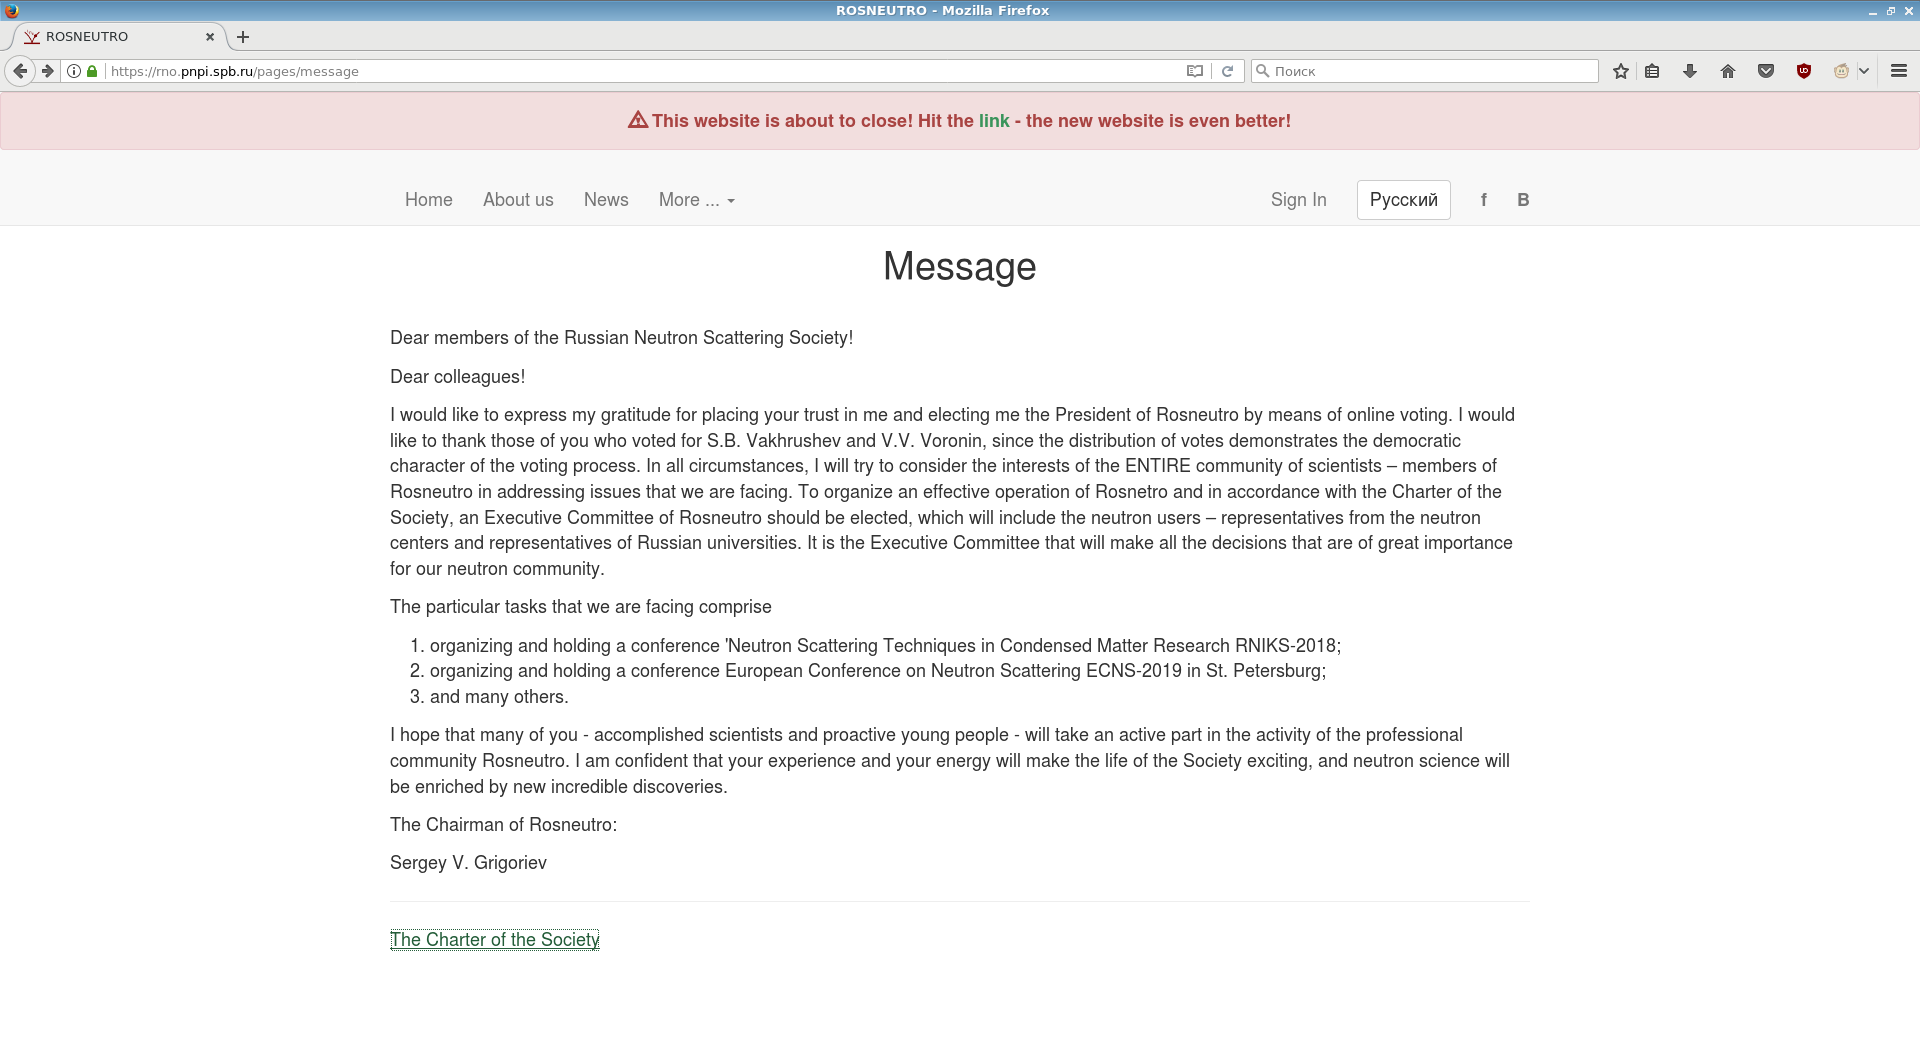 ROSNEUTRO - Mozilla Firefox
ROSNEUTRO
https://rno.pnpi.spb.ru/pages/message
Поиск
This website is about to close! Hit the link - the new website is even better!
Home About us News More ... Sign In Русский f B
Message
Dear members of the Russian Neutron Scattering Society!
Dear colleagues!
I would like to express my gratitude for placing your trust in me and electing me the President of Rosneutro by means of online voting. I would
like to thank those of you who voted for S.B. Vakhrushev and V.V. Voronin, since the distribution of votes demonstrates the democratic
character of the voting process. In all circumstances, I will try to consider the interests of the ENTIRE community of scientists – members of
Rosneutro in addressing issues that we are facing. To organize an effective operation of Rosnetro and in accordance with the Charter of the
Society, an Executive Committee of Rosneutro should be elected, which will include the neutron users – representatives from the neutron
centers and representatives of Russian universities. It is the Executive Committee that will make all the decisions that are of great importance
for our neutron community.
The particular tasks that we are facing comprise
1. organizing and holding a conference 'Neutron Scattering Techniques in Condensed Matter Research RNIKS-2018;
2. organizing and holding a conference European Conference on Neutron Scattering ECNS-2019 in St. Petersburg;
3. and many others.
I hope that many of you - accomplished scientists and proactive young people - will take an active part in the activity of the professional
community Rosneutro. I am confident that your experience and your energy will make the life of the Society exciting, and neutron science will
be enriched by new incredible discoveries.
The Chairman of Rosneutro:
Sergey V. Grigoriev
The Charter of the Society